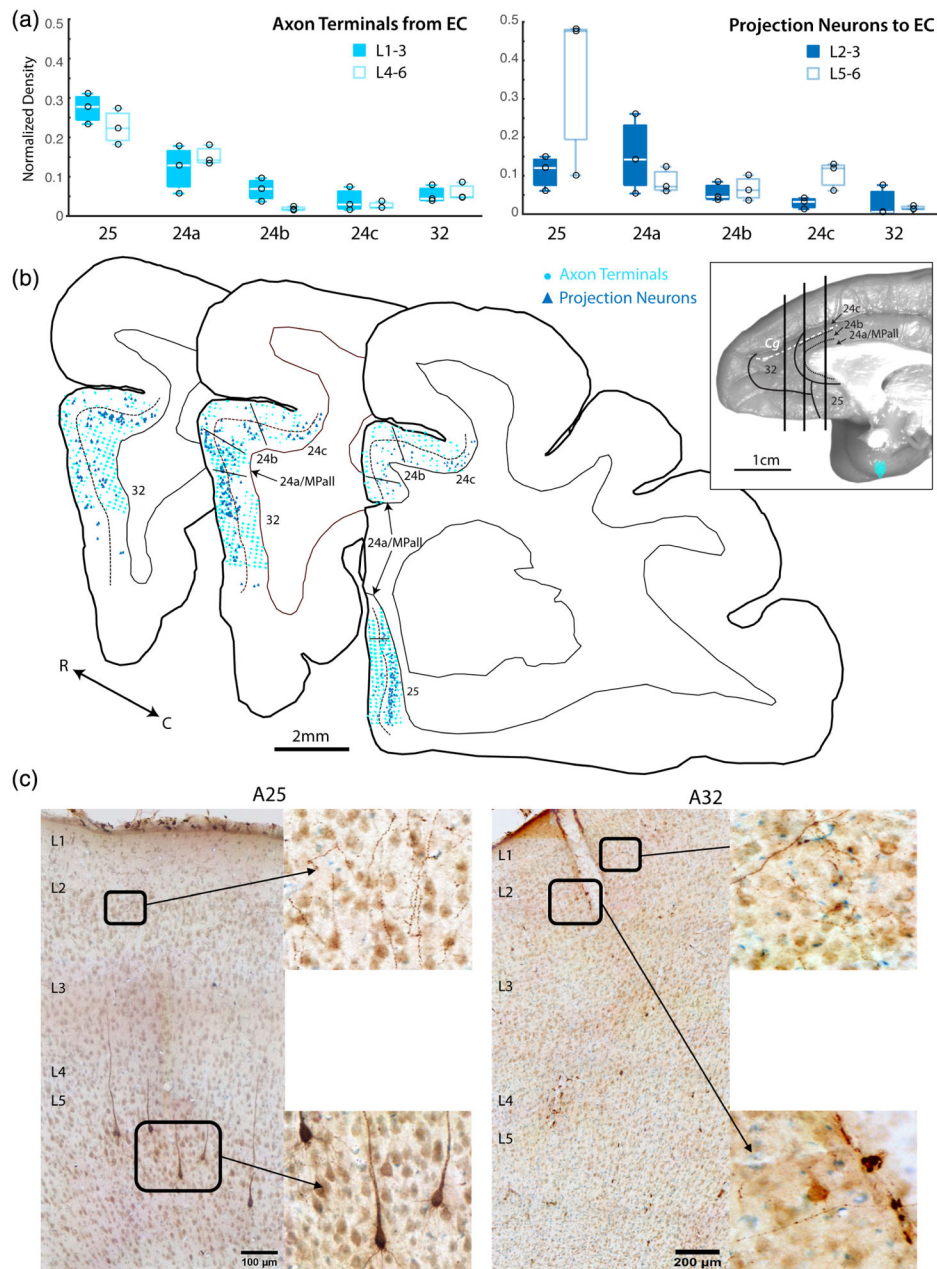 (a)
Axon Terminals from EC
L1-3
L4-6
Normalized Density
0.5
0.4
0.3
0.2
0.1
0
25 24a 24b 24c 32
Projection Neurons to EC
L2-3
L5-6
0.5
0.4
0.3
0.2
0.1
0
25 24a 24b 24c 32
(b)
Axon Terminals
Projection Neurons
24c
24b
24a/MPall
Cg
32
25
1cm
32
24b
24c
24a/MPall
32
24b
24c
24a/MPall
25
R
C
2mm
(c)
A25
L1
L2
L3
L4
L5
100 µm
A32
L1
L2
L3
L4
L5
200 µm